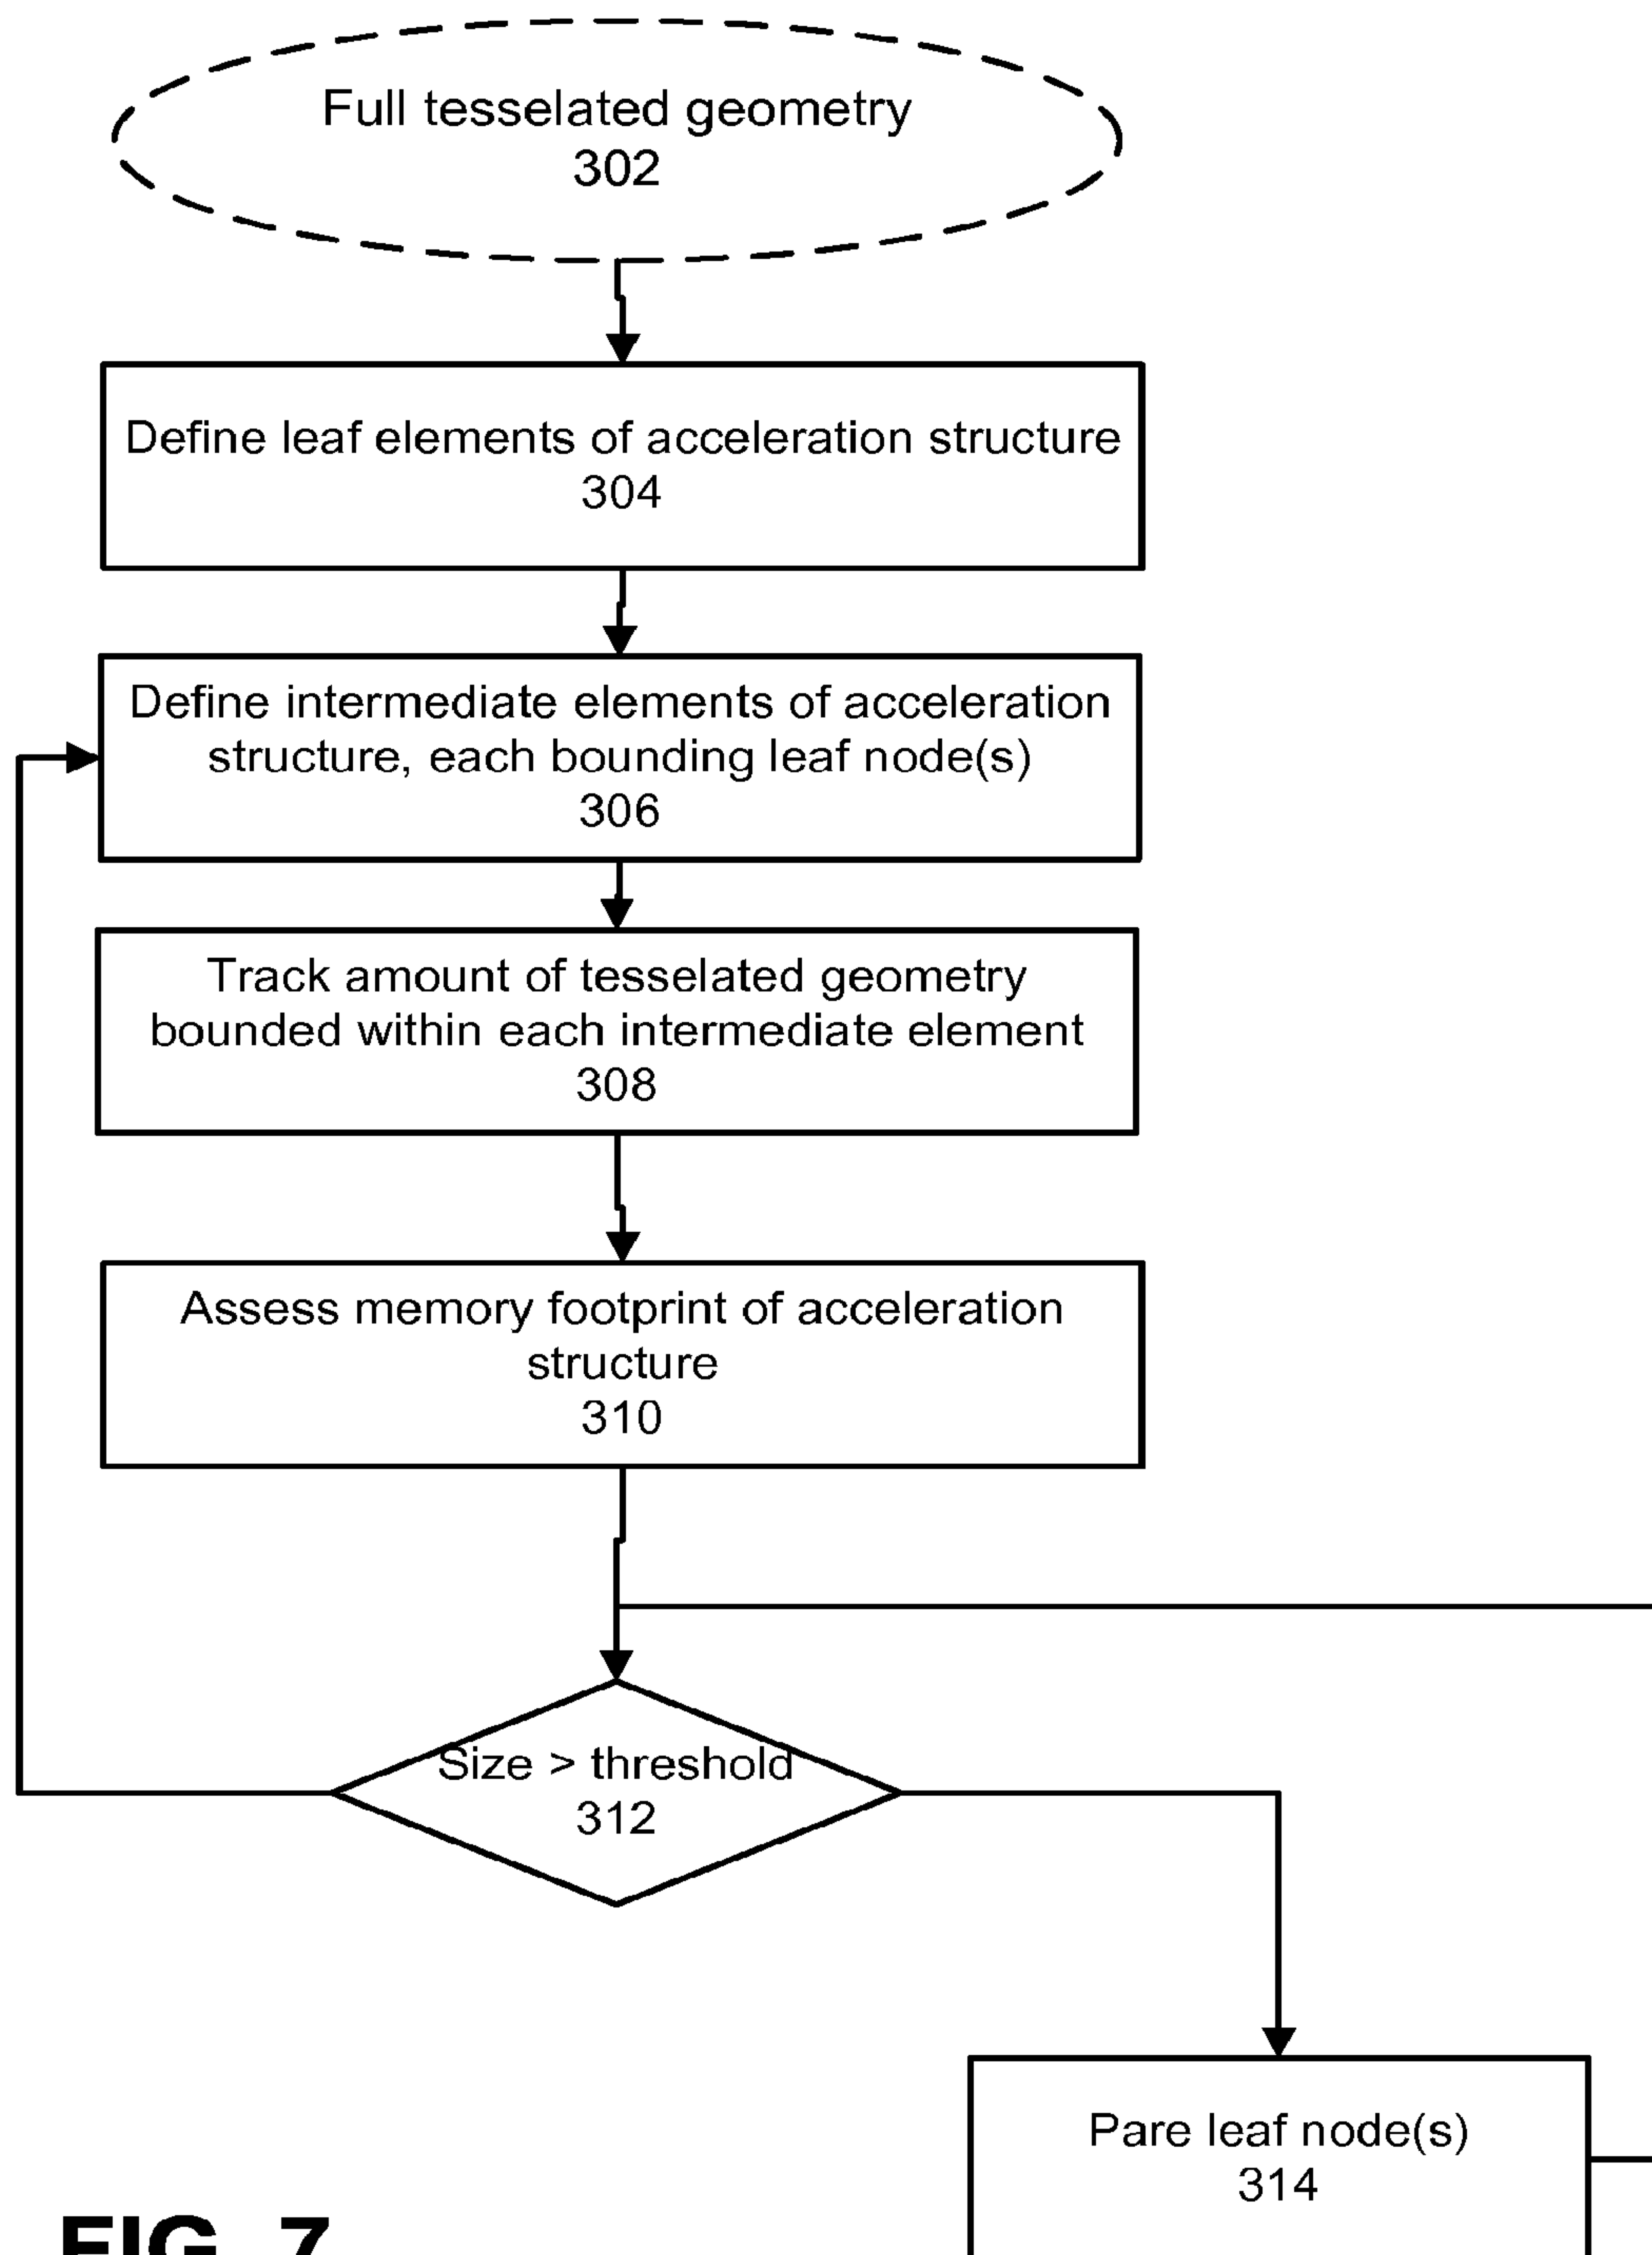 Full tesselated geometry
302
Define leaf elements of acceleration structure
304
Define intermediate elements of acceleration
structure, each bounding leaf node(s)
306
Track amount of tesselated geometry
bounded within each intermediate element
308
Assess memory footprint of acceleration
structure
310
Size > threshold
312
Pare leaf node(s)
314
FIG. 7